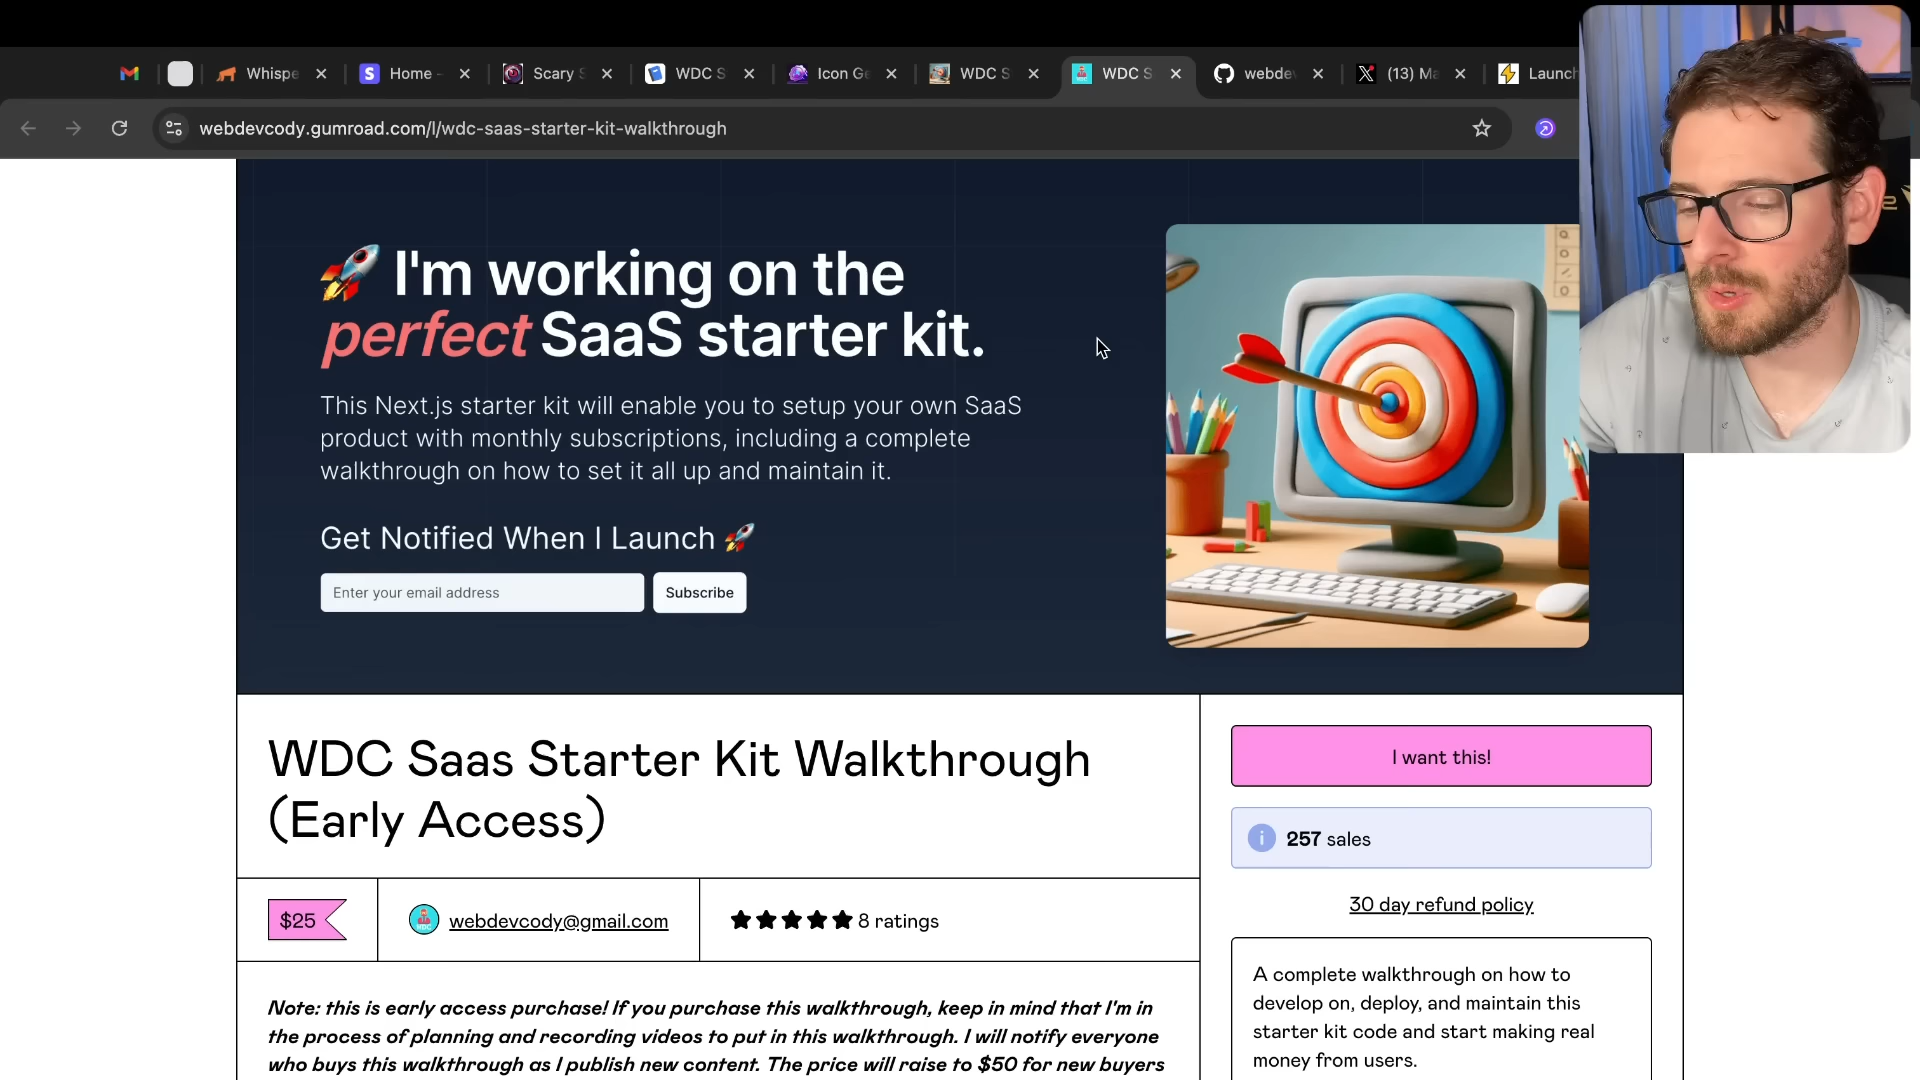 Whispe
Home -
Scary S
WDC S
Icon Ge
WDC S
WDC S
webdev
(13) Ma
Launch
webdevcody.gumroad.com/l/wdc-saas-starter-kit-walkthrough
🚀 I'm working on the
perfect SaaS starter kit.
This Next.js starter kit will enable you to setup your own SaaS
product with monthly subscriptions, including a complete
walkthrough on how to set it all up and maintain it.
Get Notified When I Launch 🚀
Enter your email address
Subscribe
WDC Saas Starter Kit Walkthrough
(Early Access)
$25
webdevcody@gmail.com
8 ratings
Note: this is early access purchase! If you purchase this walkthrough, keep in mind that I'm in
the process of planning and recording videos to put in this walkthrough. I will notify everyone
who buys this walkthrough as I publish new content. The price will raise to $50 for new buyers
I want this!
257 sales
30 day refund policy
A complete walkthrough on how to
develop on, deploy, and maintain this
starter kit code and start making real
money from users.